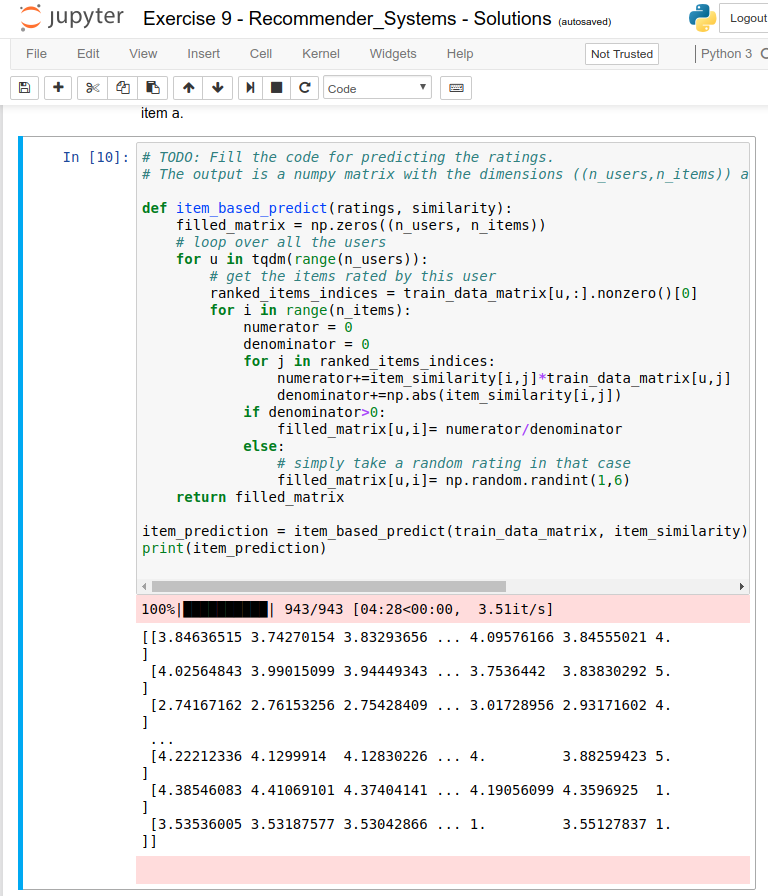 jupyter Exercise 9 - Recommender_Systems - Solutions (autosaved) Logout
File Edit View Insert Cell Kernel Widgets Help Not Trusted Python 3
Code
item a.
In [10]: # TODO: Fill the code for predicting the ratings.
# The output is a numpy matrix with the dimensions ((n_users,n_items)) a
def item_based_predict(ratings, similarity):
    filled_matrix = np.zeros((n_users, n_items))
    # loop over all the users
    for u in tqdm(range(n_users)):
        # get the items rated by this user
        ranked_items_indices = train_data_matrix[u,:].nonzero()[0]
        for i in range(n_items):
            numerator = 0
            denominator = 0
            for j in ranked_items_indices:
                numerator+=item_similarity[i,j]*train_data_matrix[u,j]
                denominator+=np.abs(item_similarity[i,j])
            if denominator>0:
                filled_matrix[u,i]= numerator/denominator
            else:
                # simply take a random rating in that case
                filled_matrix[u,i]= np.random.randint(1,6)
    return filled_matrix
item_prediction = item_based_predict(train_data_matrix, item_similarity)
print(item_prediction)
100%|██████████| 943/943 [04:28<00:00,  3.51it/s]
[[3.84636515 3.74270154 3.83293656 ... 4.09576166 3.84555021 4.
]
 [4.02564843 3.99015099 3.94449343 ... 3.7536442  3.83830292 5.
]
 [2.74167162 2.76153256 2.75428409 ... 3.01728956 2.93171602 4.
]
 ...
 [4.22212336 4.1299914  4.12830226 ... 4.         3.88259423 5.
]
 [4.38546083 4.41069101 4.37404141 ... 4.19056099 4.3596925  1.
]
 [3.53536005 3.53187577 3.53042866 ... 1.         3.55127837 1.
]]